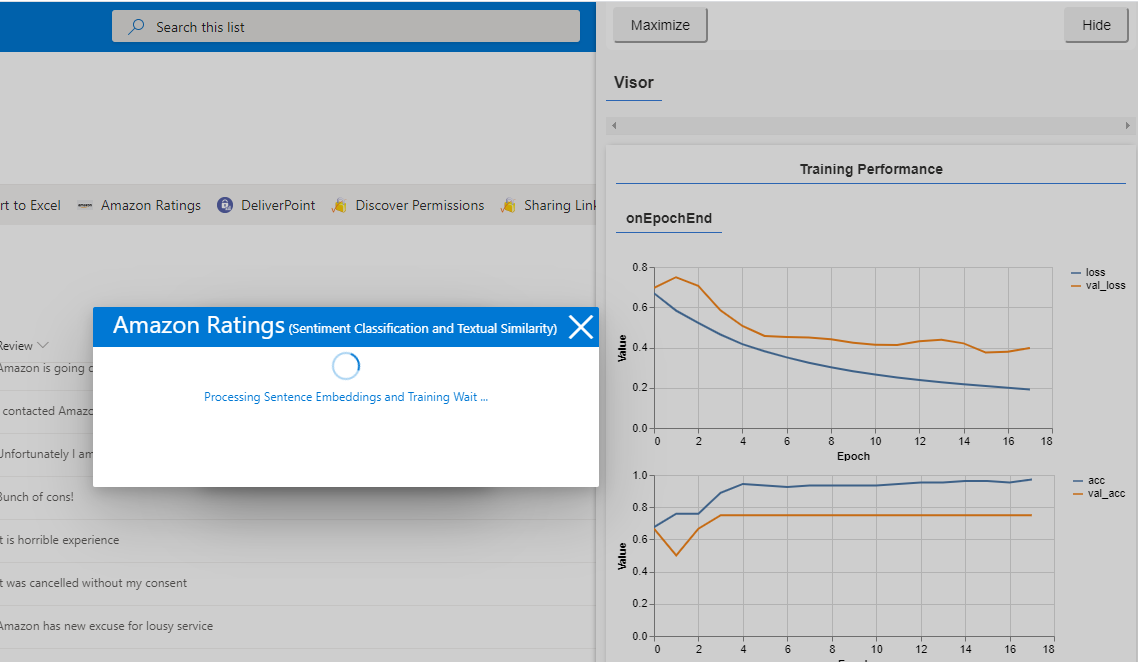 Search this list
Maximize
Hide
Visor
Training Performance
rt to Excel
amazon
Amazon Ratings
DeliverPoint
Discover Permissions
Sharing Link
onEpochEnd
0.8
0.6
0.4
0.2
0.0
Value
0 2 4 6 8 10 12 14 16 18
Epoch
loss
val_loss
Amazon Ratings (Sentiment Classification and Textual Similarity)
Processing Sentence Embeddings and Training Wait ...
Review
Amazon is going
contacted Amazo
Unfortunately I am
Bunch of cons!
t is horrible experience
t was cancelled without my consent
Amazon has new excuse for lousy service
1.0
0.8
0.6
0.4
0.2
0.0
Value
0 2 4 6 8 10 12 14 16 18
acc
val_acc